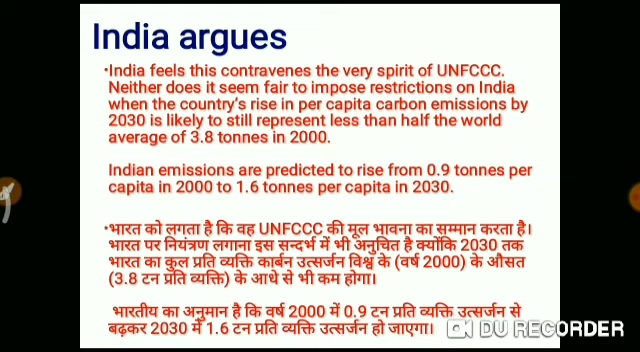 India argues
•India feels this contravenes the very spirit of UNFCCC.
Neither does it seem fair to impose restrictions on India
when the country's rise in per capita carbon emissions by
2030 is likely to still represent less than half the world
average of 3.8 tonnes in 2000.
Indian emissions are predicted to rise from 0.9 tonnes per
capita in 2000 to 1.6 tonnes per capita in 2030.
•भारत को लगता है कि वह UNFCCC की मूल भावना का सम्मान करता है।
भारत पर नियंत्रण लगाना इस सन्दर्भ में भी अनुचित है क्योंकि 2030 तक
भारत का कुल प्रति व्यक्ति कार्बन उत्सर्जन विश्व के (वर्ष 2000) के औसत
(3.8 टन प्रति व्यक्ति) के आधे से भी कम होगा।
भारतीय का अनुमान है कि वर्ष 2000 में 0.9 टन प्रति व्यक्ति उत्सर्जन से
बढ़कर 2030 में 1.6 टन प्रति व्यक्ति उत्सर्जन हो जाएगा।
DU RECORDER